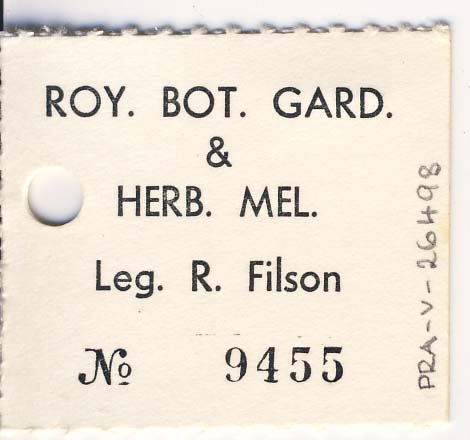 ROY. BOT. GARD.
&
HERB. MEL.
Leg. R. Filson
No 9455
PRA-V-26498